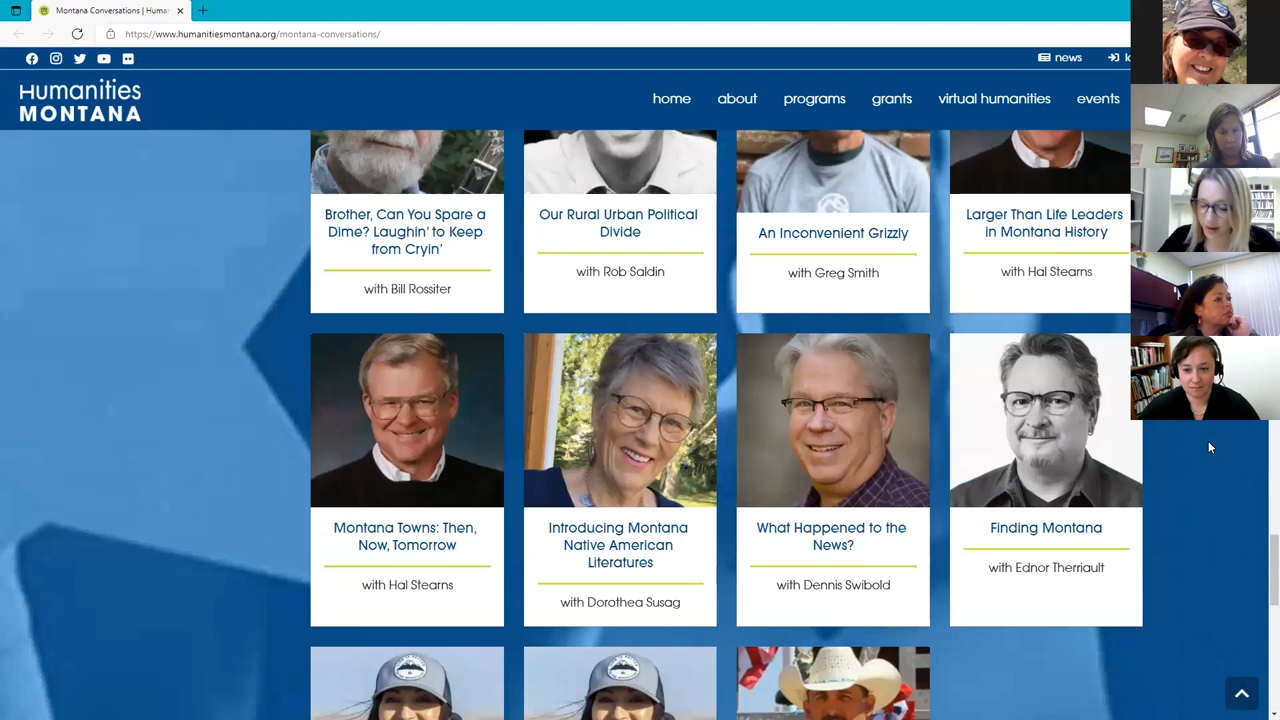 Montana Conversations | Human
https://www.humanitiesmontana.org/montana-conversations/
news
Humanities
MONTANA
home about programs grants virtual humanities events
Brother, Can You Spare a
Dime? Laughin' to Keep
from Cryin'
with Bill Rossiter
Our Rural Urban Political
Divide
with Rob Saldin
An Inconvenient Grizzly
with Greg Smith
Larger Than Life Leaders
in Montana History
with Hal Stearns
Montana Towns: Then,
Now, Tomorrow
with Hal Stearns
Introducing Montana
Native American
Literatures
with Dorothea Susag
What Happened to the
News?
with Dennis Swibold
Finding Montana
with Ednor Therriault